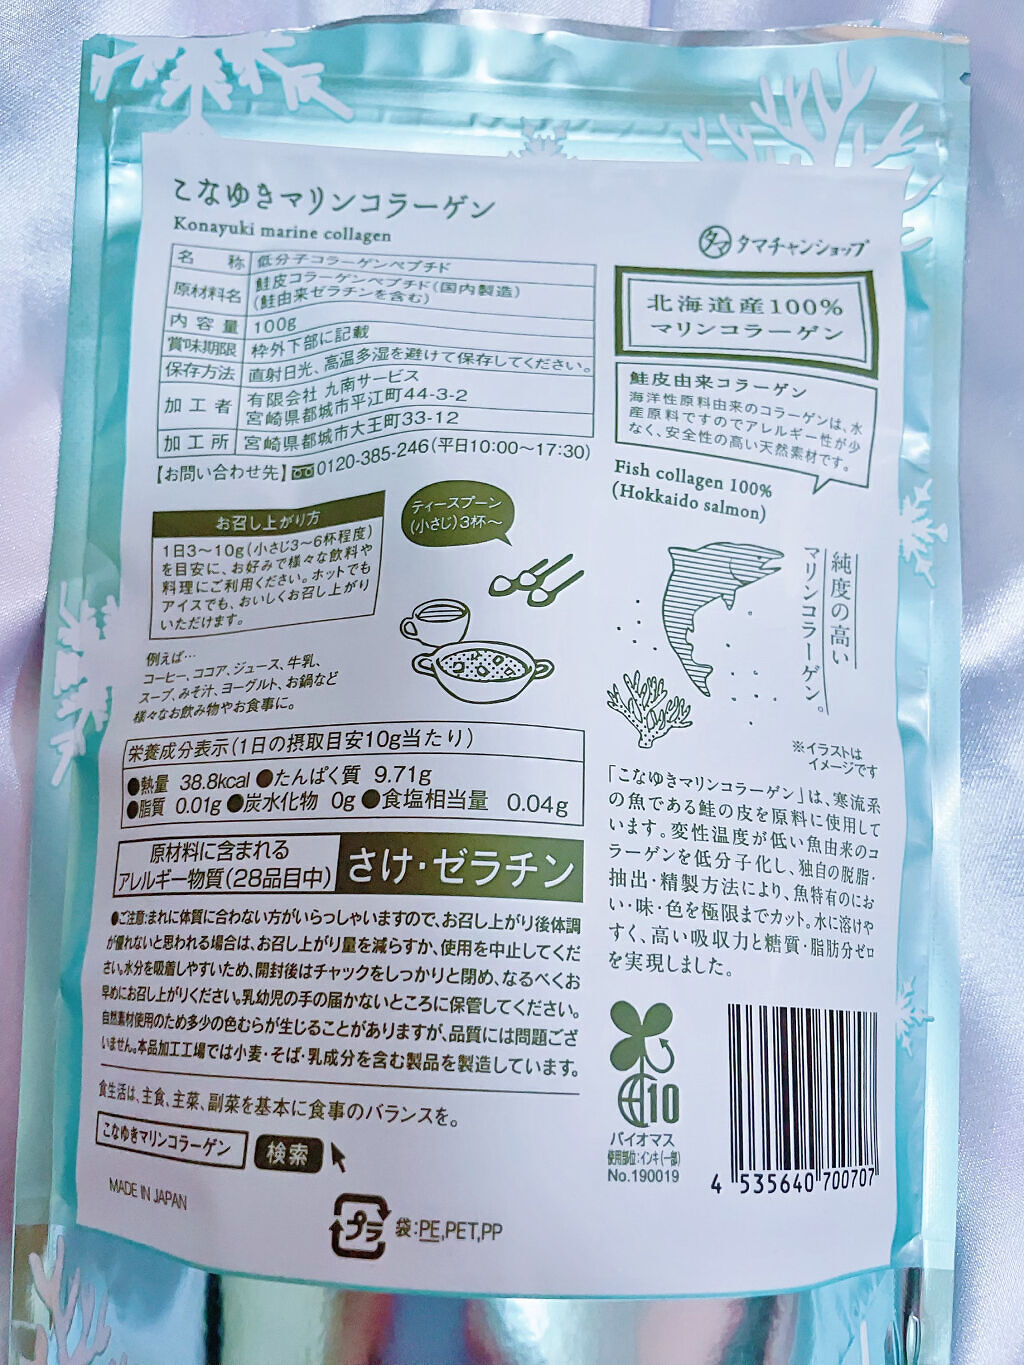 こなゆきマリンコラーゲン
Konayuki marine collagen
名 称 低分子コラーゲンペプチド
原材料名 鮭皮コラーゲンペプチド(国内製造)
(鮭由来ゼラチンを含む)
内容量 100g
賞味期限 枠外下部に記載
保存方法 直射日光、高温多湿を避けて保存してください。
加工者 有限会社 九南サービス
宮崎県都城市平江町44-3-2
加工所 宮崎県都城市大王町33-12
【お問い合わせ先】0120-385-246(平日10:00〜17:30)
タマ タマチャンショップ
北海道産100%
マリンコラーゲン
鮭皮由来コラーゲン
海洋性原料由来のコラーゲンは、水
産原料ですのでアレルギー性が少
なく、安全性の高い天然素材です。
Fish collagen 100%
(Hokkaido salmon)
お召し上がり方
1日3〜10g(小さじ3〜6杯程度)
を目安に、お好みで様々な飲料や
料理にご利用ください。ホットでも
アイスでも、おいしくお召し上がり
いただけます。
ティースプーン
(小さじ)3杯〜
例えば…
コーヒー、ココア、ジュース、牛乳、
スープ、みそ汁、ヨーグルト、お鍋など
様々なお飲み物やお食事に。
純度の高い
マリンコラーゲン。
※イラストは
イメージです
栄養成分表示(1日の摂取目安10g当たり)
●熱量 38.8kcal ●たんぱく質 9.71g
●脂質 0.01g ●炭水化物 0g ●食塩相当量 0.04g
原材料に含まれる
アレルギー物質(28品目中)
さけ・ゼラチン
●ご注意:まれに体質に合わない方がいらっしゃいますので、お召し上がり後体調
が優れないと思われる場合は、お召し上がり量を減らすか、使用を中止してくだ
さい。水分を吸着しやすいため、開封後はチャックをしっかりと閉め、なるべくお
早めにお召し上がりください。乳幼児の手の届かないところに保管してください。
自然素材使用のため多少の色むらが生じることがありますが、品質には問題ござ
いません。本品加工工場では小麦・そば・乳成分を含む製品を製造しています。
「こなゆきマリンコラーゲン」は、寒流系
の魚である鮭の皮を原料に使用して
います。変性温度が低い魚由来のコ
ラーゲンを低分子化し、独自の脱脂・
抽出・精製方法により、魚特有のにお
い・味・色を極限までカット。水に溶けや
すく、高い吸収力と糖質・脂肪分ゼロ
を実現しました。
食生活は、主食、主菜、副菜を基本に食事のバランスを。
こなゆきマリンコラーゲン 検索
MADE IN JAPAN
プラ 袋:PE,PET,PP
10
バイオマス
使用部位:インキ(一部)
No.190019
4 535640 700707